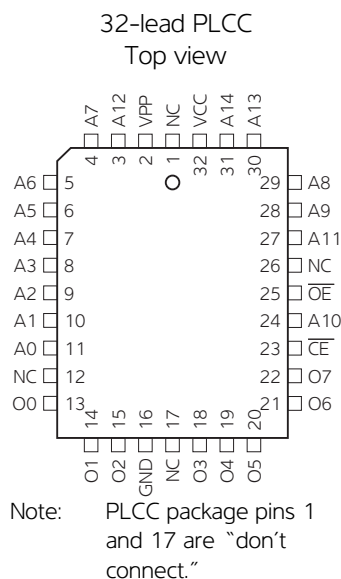 32-lead PLCC
Top view
A7 A12 VPP NC VCC A14 A13
4 3 2 1 32 31 30
A6 5 29 A8
A5 6 28 A9
A4 7 27 A11
A3 8 26 NC
A2 9 25 OE
A1 10 24 A10
A0 11 23 CE
NC 12 22 O7
O0 13 21 O6
14 15 16 17 18 19 20
O1 O2 GND NC O3 O4 O5
Note: PLCC package pins 1
and 17 are “don´t
connect.”